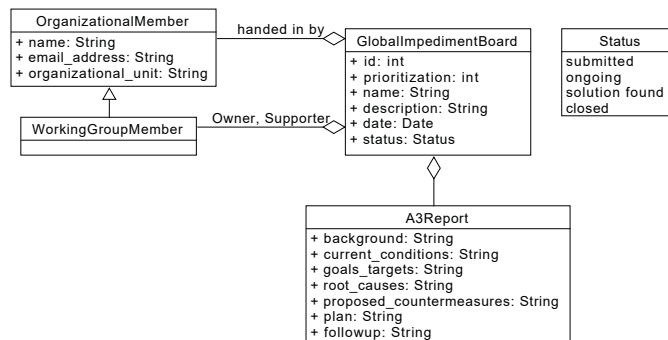 OrganizationalMember
+ name: String
+ email_address: String
+ organizational_unit: String
handed in by
GlobalImpedimentBoard
+ id: int
+ prioritization: int
+ name: String
+ description: String
+ date: Date
+ status: Status
Status
submitted
ongoing
solution found
closed
WorkingGroupMember
Owner, Supporter
A3Report
+ background: String
+ current_conditions: String
+ goals_targets: String
+ root_causes: String
+ proposed_countermeasures: String
+ plan: String
+ followup: String